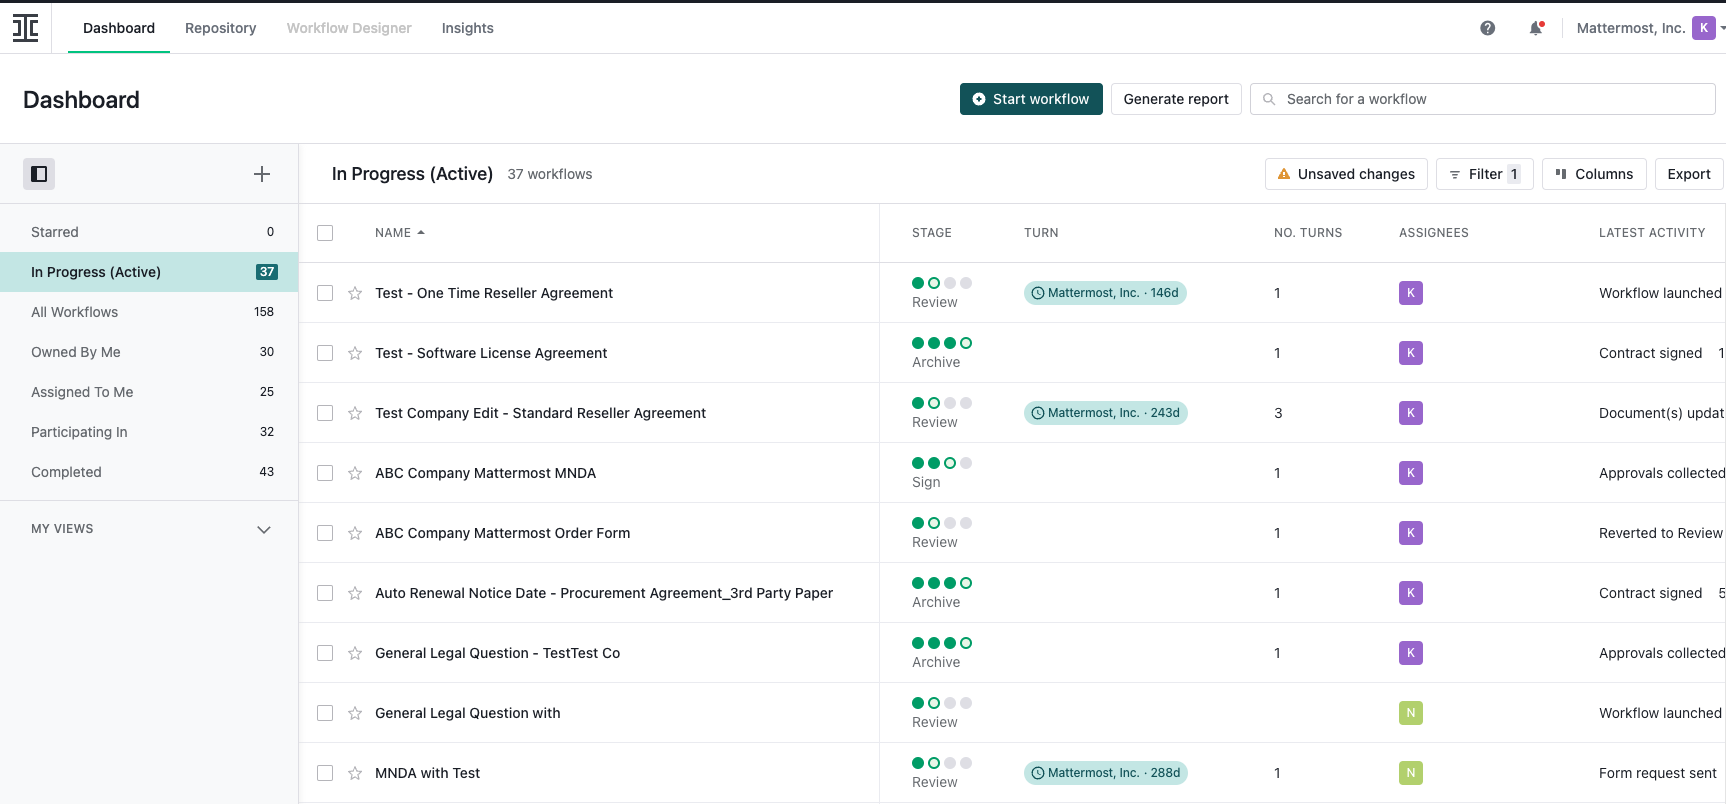 Dashboard Repository Workflow Designer Insights Mattermost, Inc. K
Dashboard Start workflow Generate report Search for a workflow
In Progress (Active) 37 workflows Unsaved changes Filter 1 Columns Export
Starred 0
In Progress (Active) 37
All Workflows 158
Owned By Me 30
Assigned To Me 25
Participating In 32
Completed 43
MY VIEWS
NAME STAGE TURN NO. TURNS ASSIGNEES LATEST ACTIVITY
Test - One Time Reseller Agreement Review Mattermost, Inc. · 146d 1 K Workflow launched
Test - Software License Agreement Archive 1 K Contract signed 1
Test Company Edit - Standard Reseller Agreement Review Mattermost, Inc. · 243d 3 K Document(s) updat
ABC Company Mattermost MNDA Sign 1 K Approvals collected
ABC Company Mattermost Order Form Review 1 K Reverted to Review
Auto Renewal Notice Date - Procurement Agreement_3rd Party Paper Archive 1 K Contract signed 5
General Legal Question - TestTest Co Archive 1 K Approvals collected
General Legal Question with Review N Workflow launched
MNDA with Test Review Mattermost, Inc. · 288d 1 N Form request sent